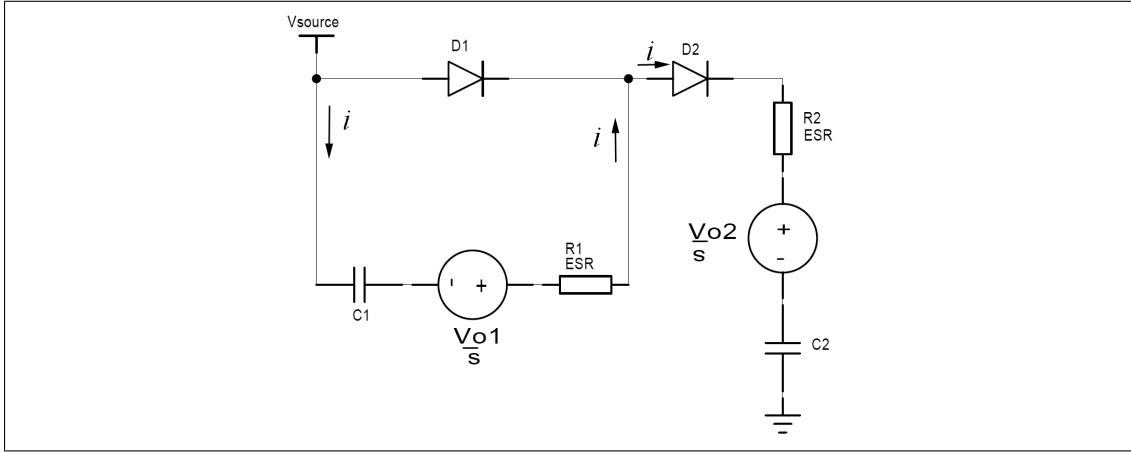 Vsource
D1
i
D2
i
i
R2
ESR
Vo2
s
+
-
R1
ESR
- +
C1
Vo1
s
C2